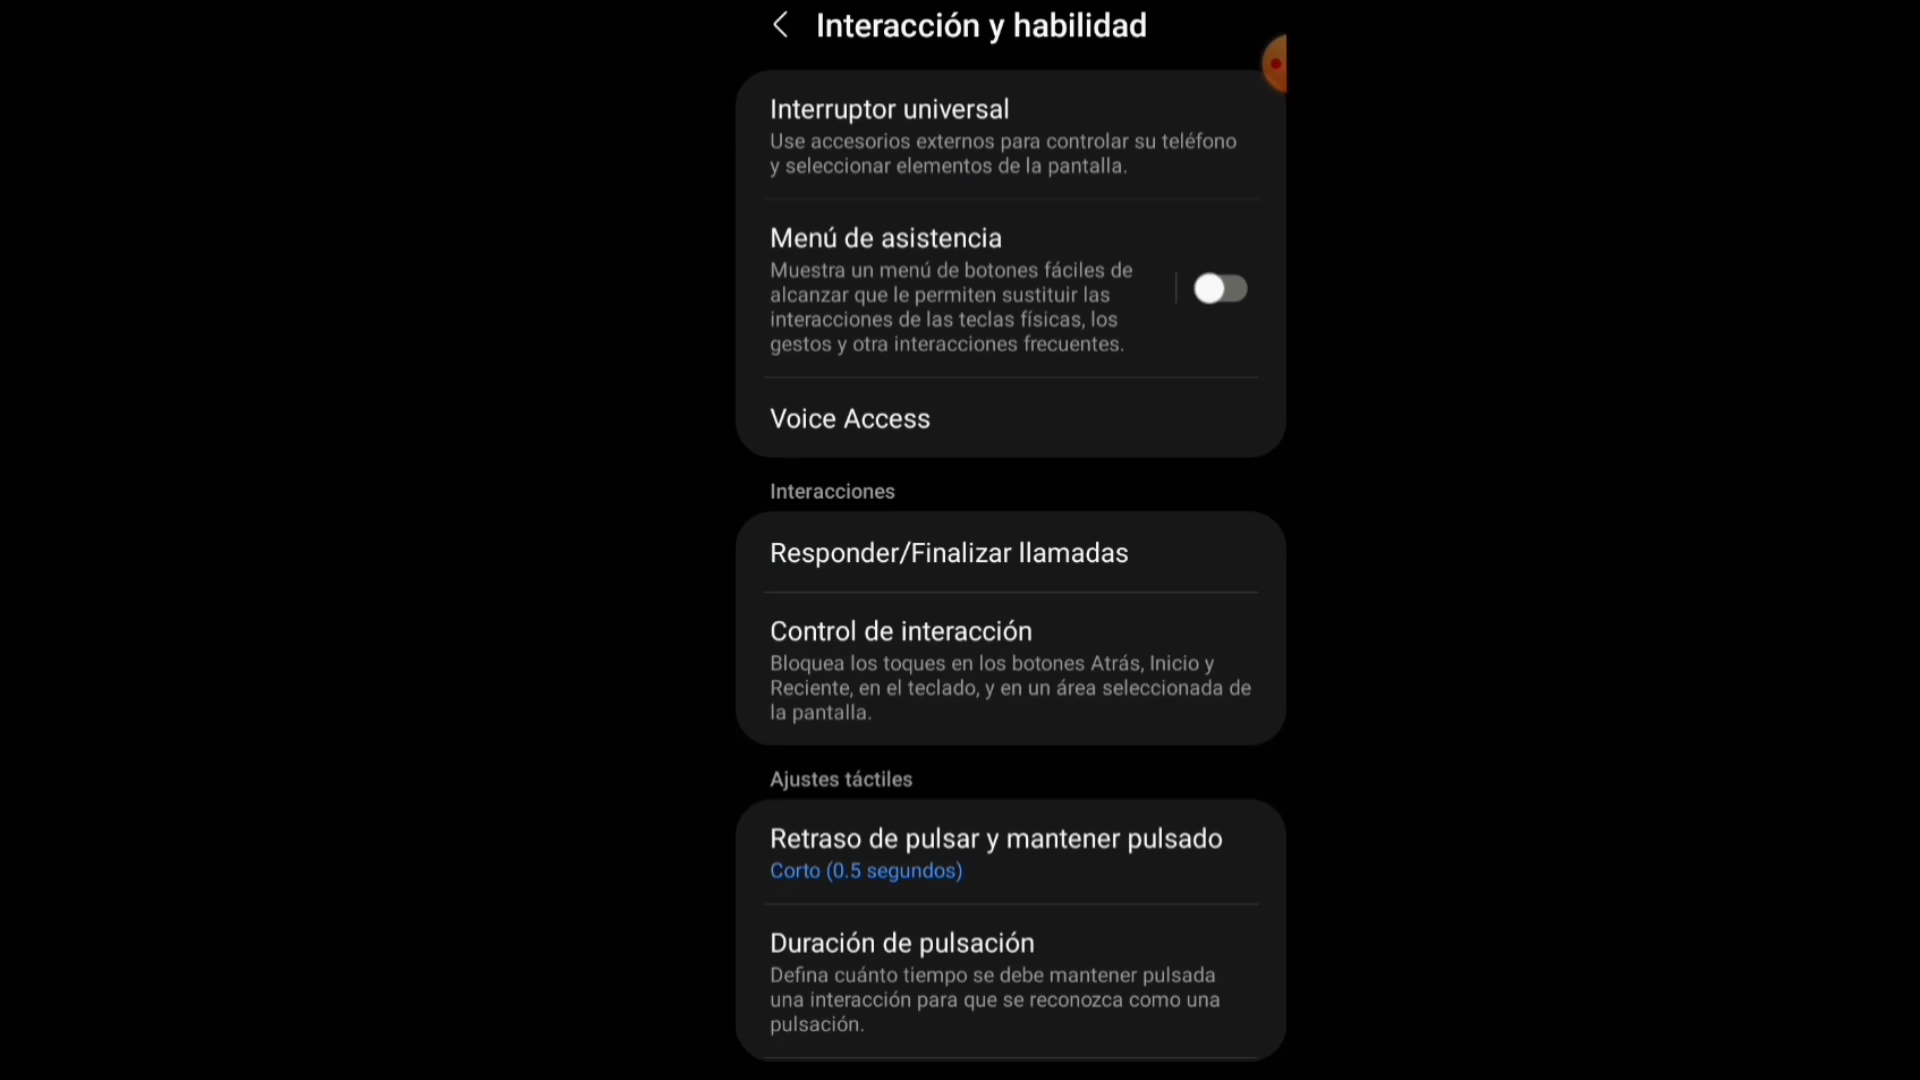 Interacción y habilidad
Interruptor universal
Use accesorios externos para controlar su teléfono
y seleccionar elementos de la pantalla.
Menú de asistencia
Muestra un menú de botones fáciles de
alcanzar que le permiten sustituir las
interacciones de las teclas físicas, los
gestos y otra interacciones frecuentes.
Voice Access
Interacciones
Responder/Finalizar llamadas
Control de interacción
Bloquea los toques en los botones Atrás, Inicio y
Reciente, en el teclado, y en un área seleccionada de
la pantalla.
Ajustes táctiles
Retraso de pulsar y mantener pulsado
Corto (0.5 segundos)
Duración de pulsación
Defina cuánto tiempo se debe mantener pulsada
una interacción para que se reconozca como una
pulsación.